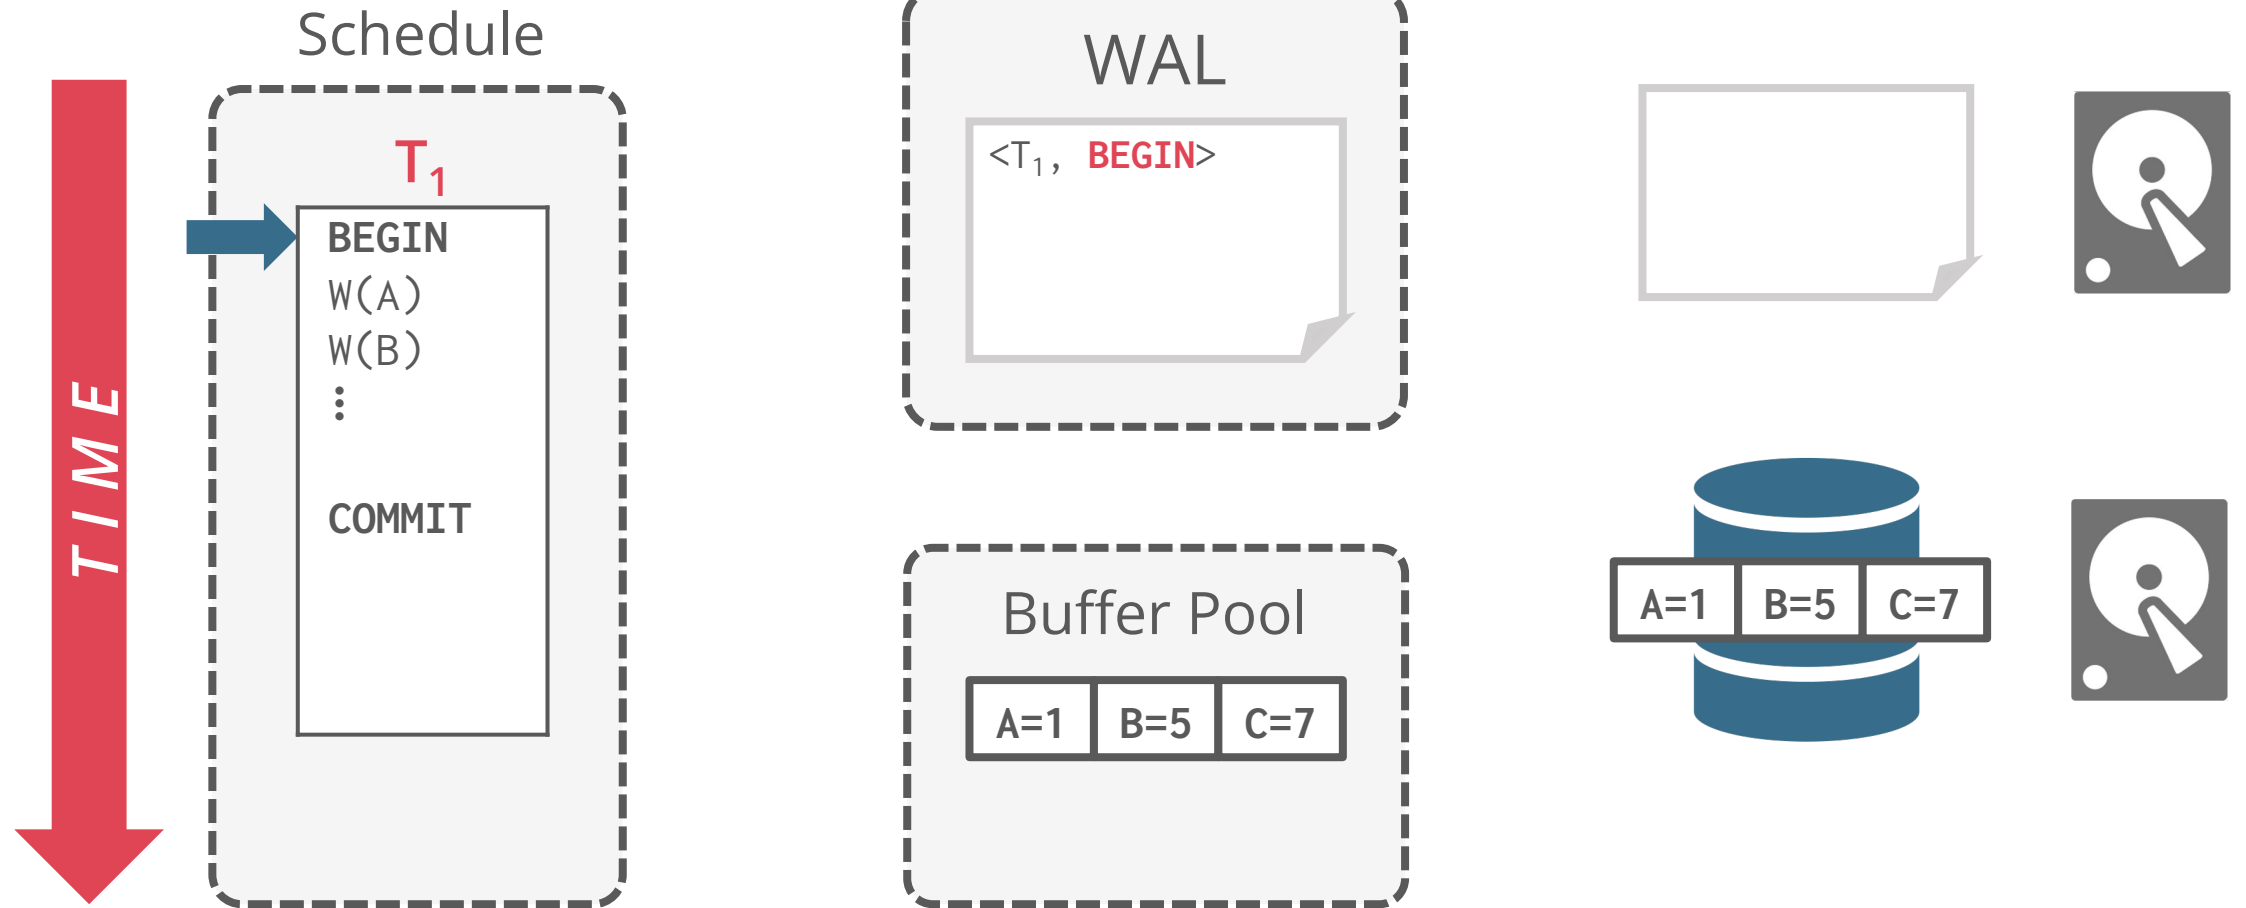 Schedule
TIME
T₁
BEGIN
W(A)
W(B)
⋮
COMMIT
WAL
<T₁, BEGIN>
Buffer Pool
A=1 B=5 C=7
A=1 B=5 C=7